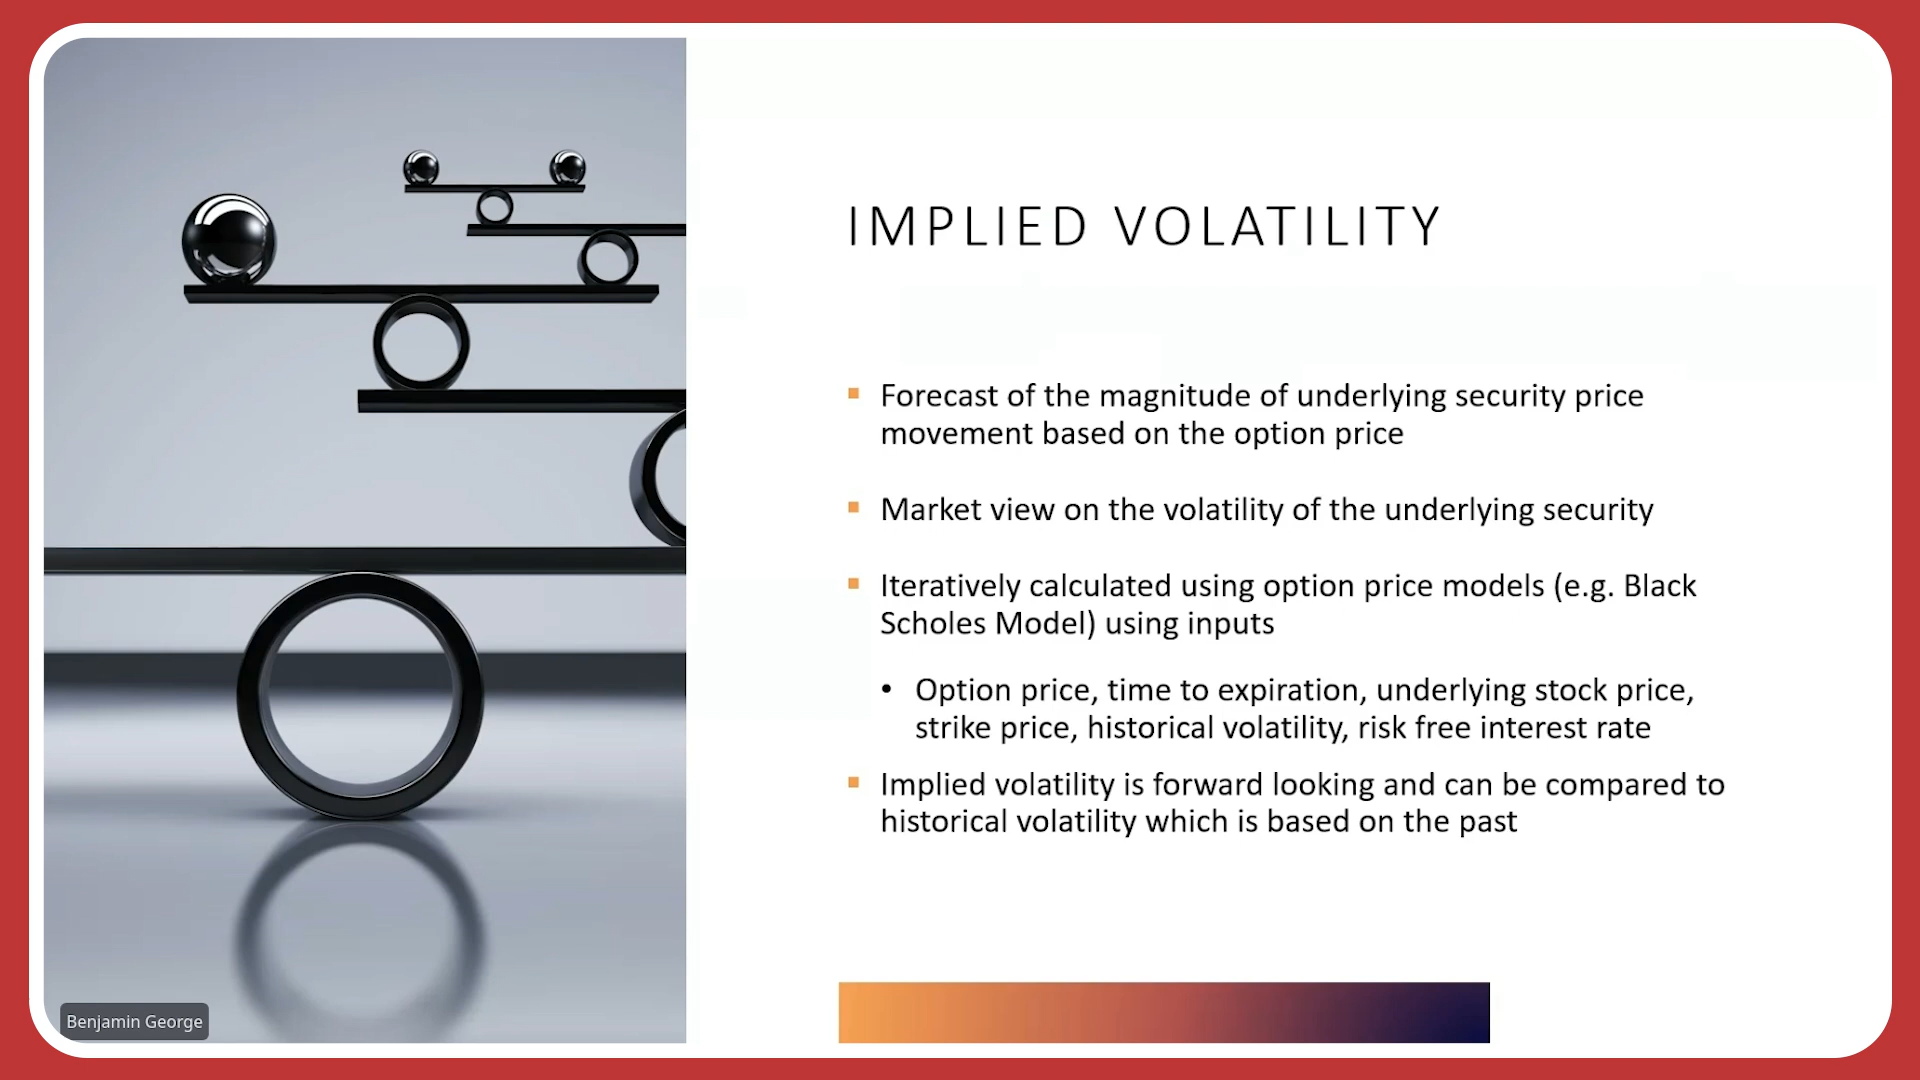 IMPLIED VOLATILITY
Forecast of the magnitude of underlying security price
movement based on the option price
Market view on the volatility of the underlying security
Iteratively calculated using option price models (e.g. Black
Scholes Model) using inputs
Option price, time to expiration, underlying stock price,
strike price, historical volatility, risk free interest rate
Implied volatility is forward looking and can be compared to
historical volatility which is based on the past
Benjamin George